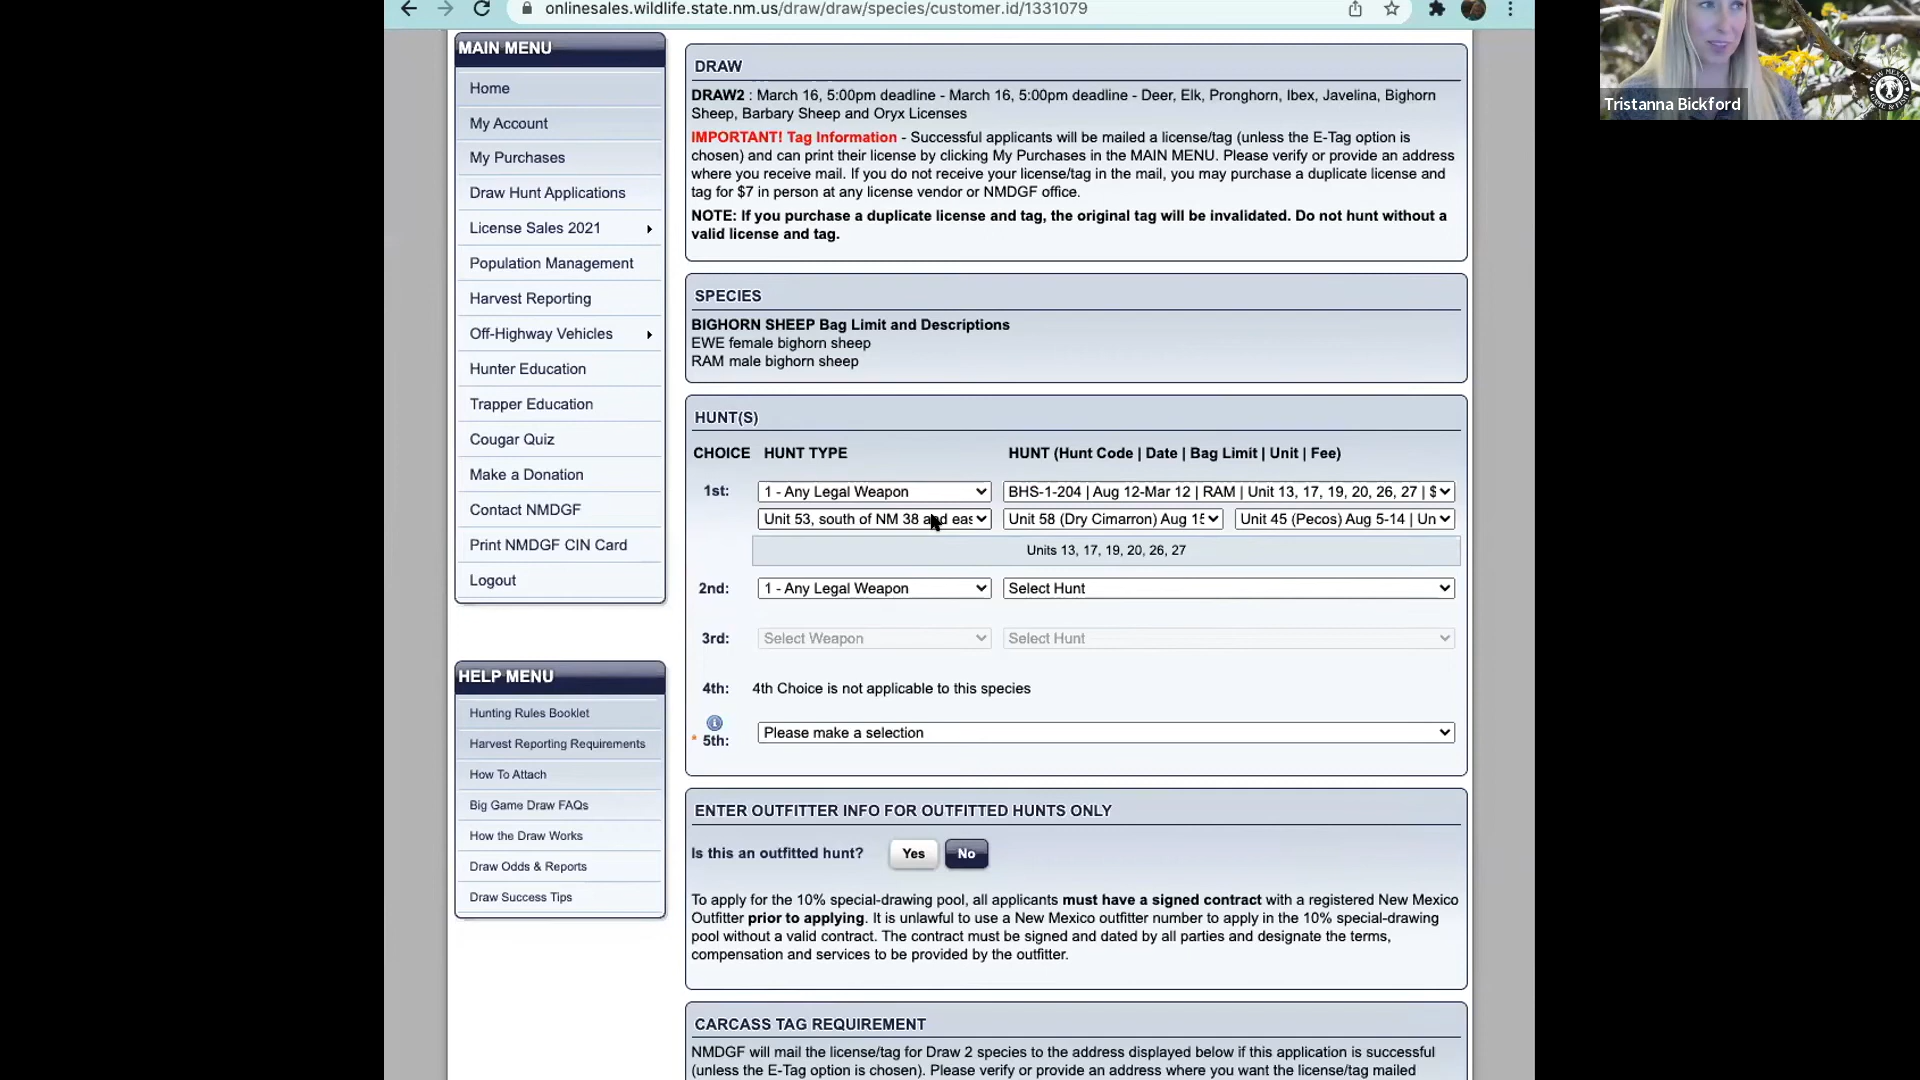 onlinesales.wildlife.state.nm.us/draw/draw/species/customer.id/1331079
Tristanna Bickford
NEW MEXICO
GAME & FISH
MAIN MENU
Home
My Account
My Purchases
Draw Hunt Applications
License Sales 2021
Population Management
Harvest Reporting
Off-Highway Vehicles
Hunter Education
Trapper Education
Cougar Quiz
Make a Donation
Contact NMDGF
Print NMDGF CIN Card
Logout
HELP MENU
Hunting Rules Booklet
Harvest Reporting Requirements
How To Attach
Big Game Draw FAQs
How the Draw Works
Draw Odds & Reports
Draw Success Tips
DRAW
DRAW2 : March 16, 5:00pm deadline - March 16, 5:00pm deadline - Deer, Elk, Pronghorn, Ibex, Javelina, Bighorn
Sheep, Barbary Sheep and Oryx Licenses
IMPORTANT! Tag Information - Successful applicants will be mailed a license/tag (unless the E-Tag option is
chosen) and can print their license by clicking My Purchases in the MAIN MENU. Please verify or provide an address
where you receive mail. If you do not receive your license/tag in the mail, you may purchase a duplicate license and
tag for $7 in person at any license vendor or NMDGF office.
NOTE: If you purchase a duplicate license and tag, the original tag will be invalidated. Do not hunt without a
valid license and tag.
SPECIES
BIGHORN SHEEP Bag Limit and Descriptions
EWE female bighorn sheep
RAM male bighorn sheep
HUNT(S)
CHOICE HUNT TYPE HUNT (Hunt Code | Date | Bag Limit | Unit | Fee)
1st: 1 - Any Legal Weapon BHS-1-204 | Aug 12-Mar 12 | RAM | Unit 13, 17, 19, 20, 26, 27 | $
Unit 53, south of NM 38 and eas Unit 58 (Dry Cimarron) Aug 15 Unit 45 (Pecos) Aug 5-14 | Un
Units 13, 17, 19, 20, 26, 27
2nd: 1 - Any Legal Weapon Select Hunt
3rd: Select Weapon Select Hunt
4th: 4th Choice is not applicable to this species
* 5th: Please make a selection
ENTER OUTFITTER INFO FOR OUTFITTED HUNTS ONLY
Is this an outfitted hunt? Yes No
To apply for the 10% special-drawing pool, all applicants must have a signed contract with a registered New Mexico
Outfitter prior to applying. It is unlawful to use a New Mexico outfitter number to apply in the 10% special-drawing
pool without a valid contract. The contract must be signed and dated by all parties and designate the terms,
compensation and services to be provided by the outfitter.
CARCASS TAG REQUIREMENT
NMDGF will mail the license/tag for Draw 2 species to the address displayed below if this application is successful
(unless the E-Tag option is chosen). Please verify or provide an address where you want the license/tag mailed